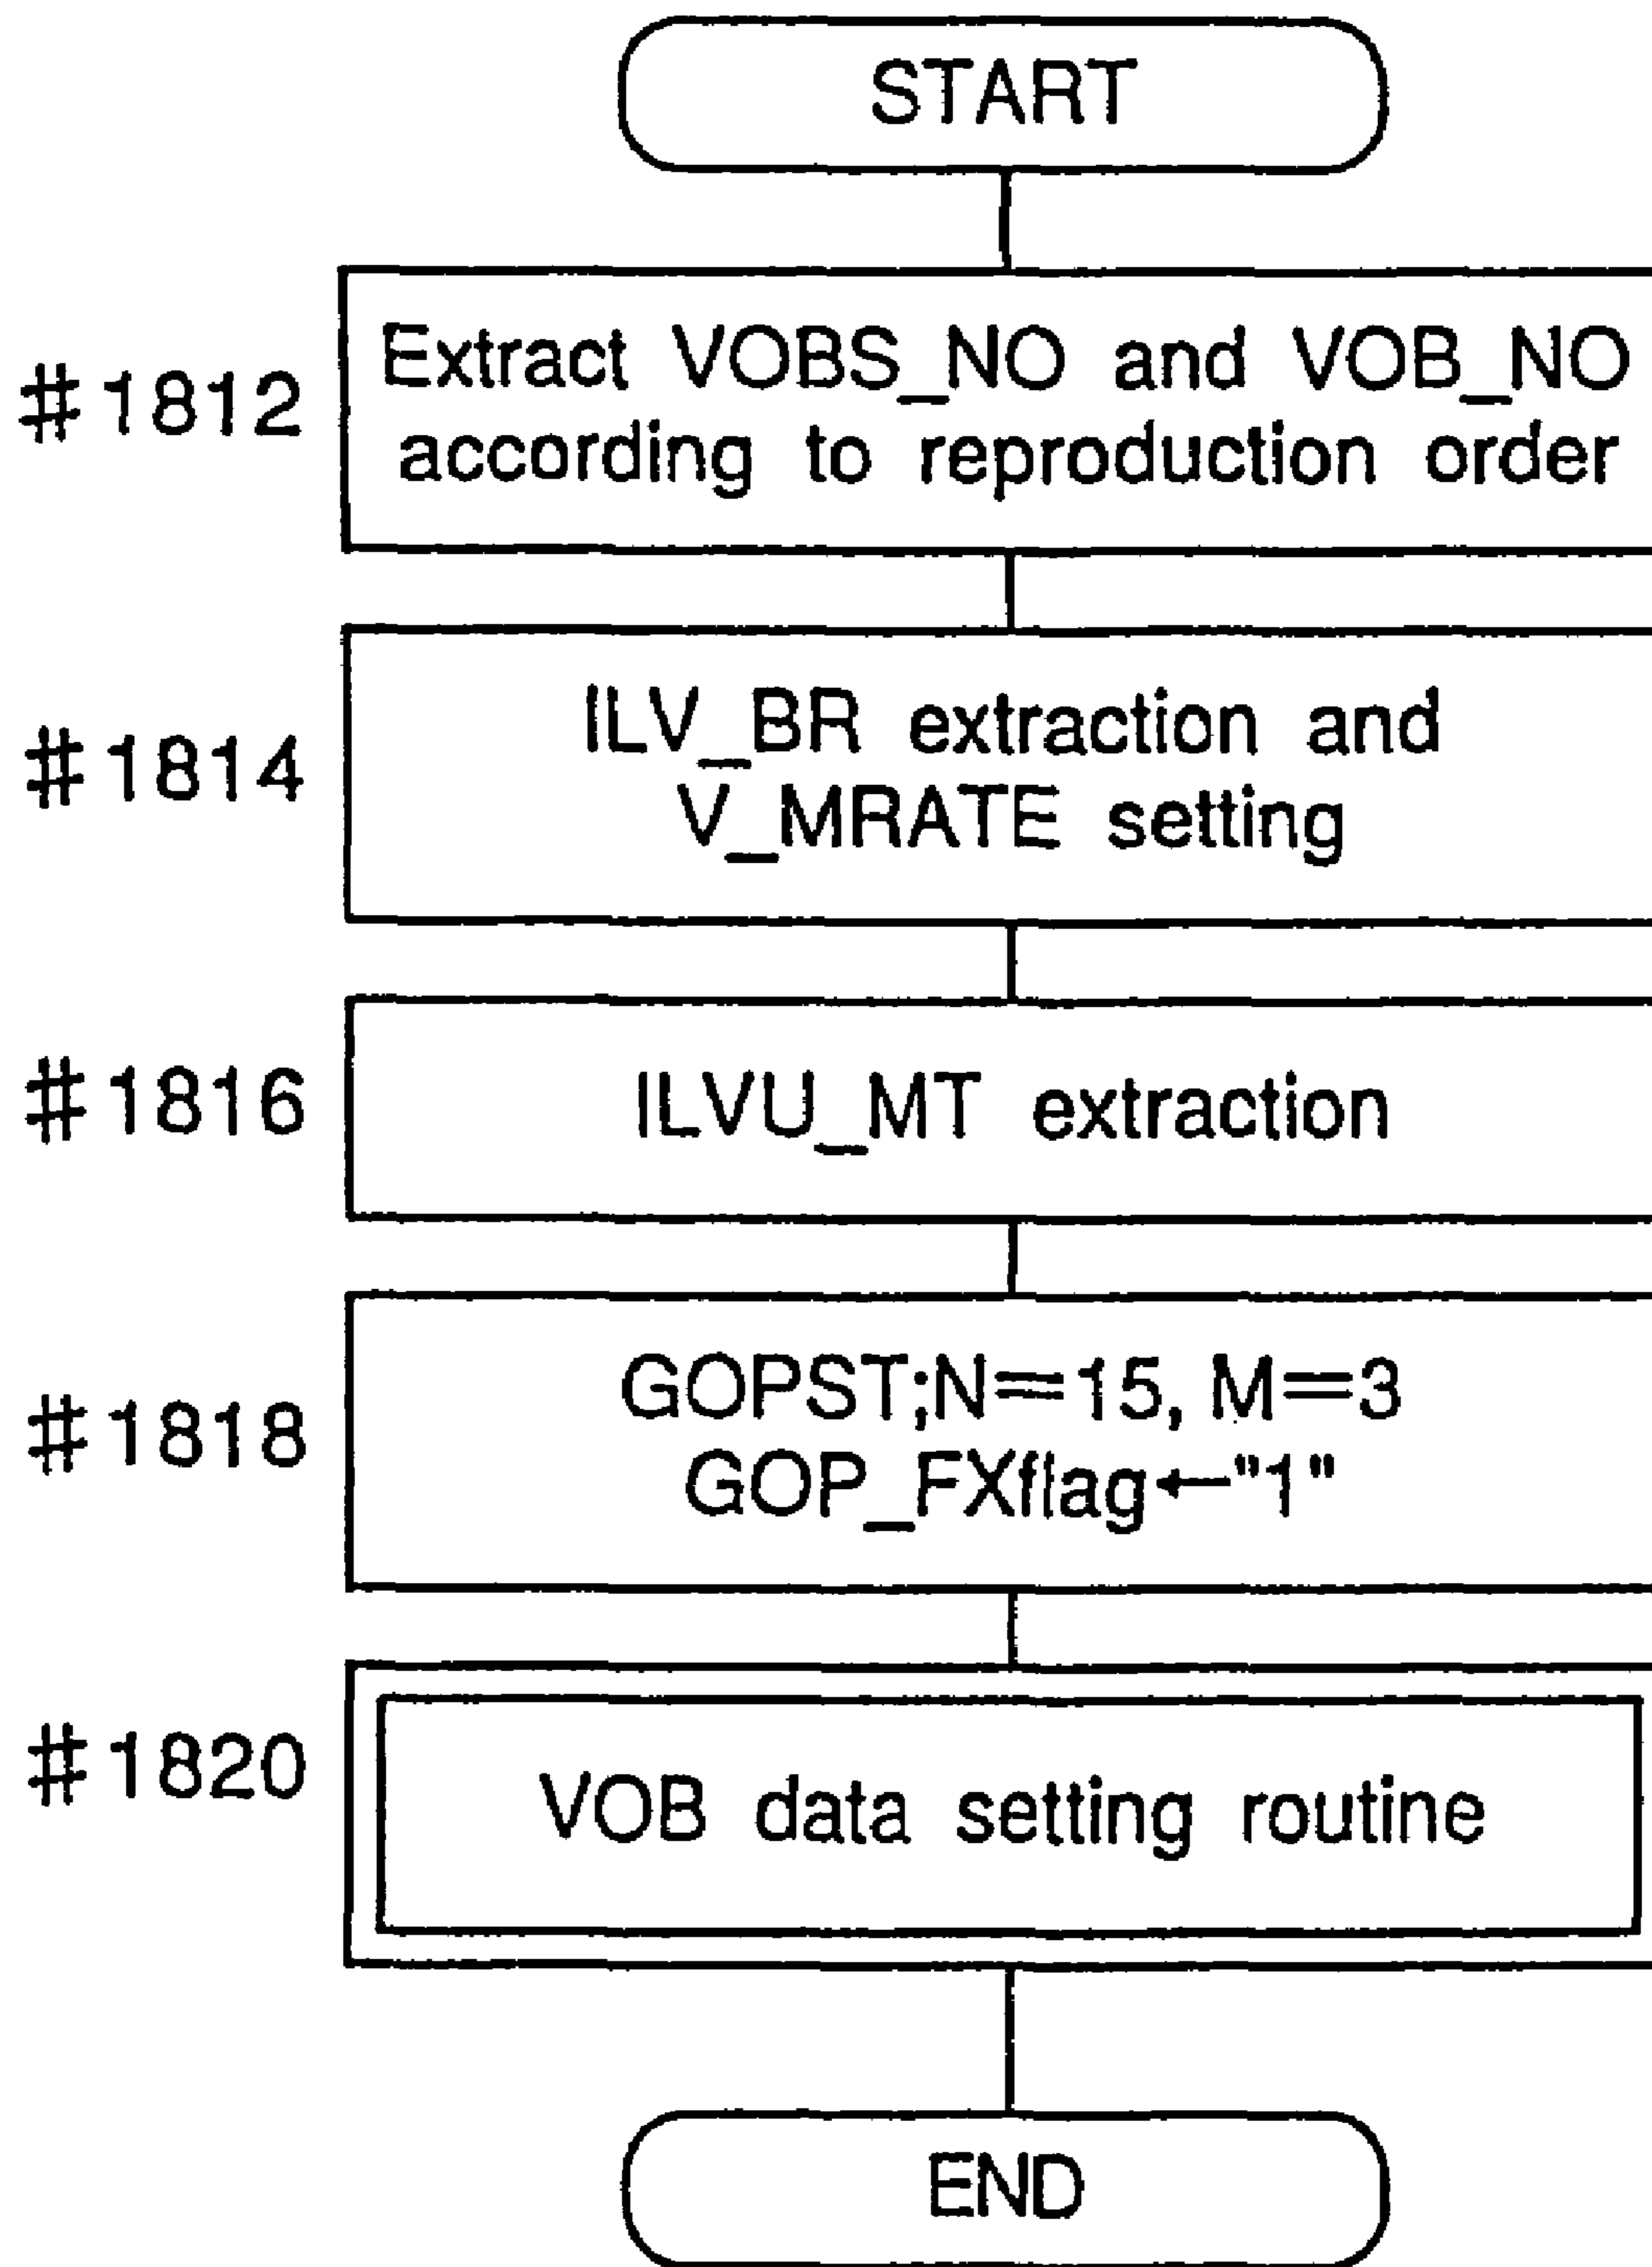 START
#1812
Extract VOBS_NO and VOB_NO
according to reproduction order
#1814
ILV_BR extraction and
V_MRATE setting
#1816
ILVU_MT extraction
#1818
GOPST;N=15, M=3
GOP_FXflag←"1"
#1820
VOB data setting routine
END